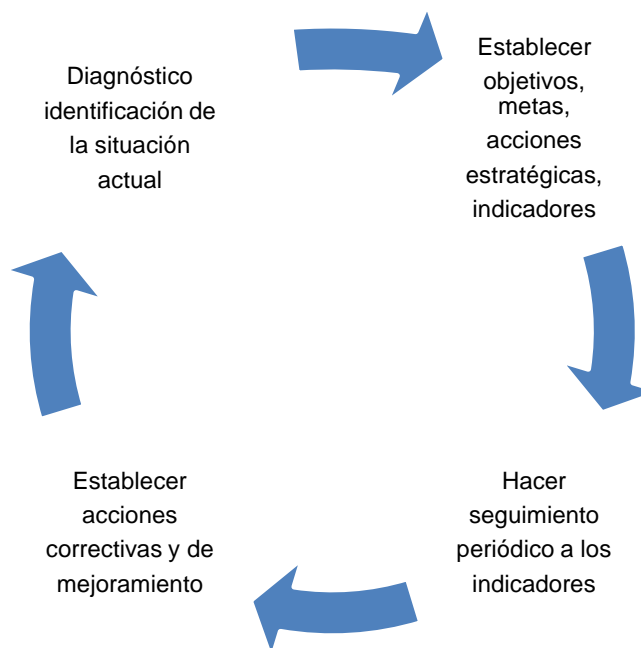 Diagnóstico
identificación de
la situación
actual
Establecer
objetivos,
metas,
acciones
estratégicas,
indicadores
Hacer
seguimiento
periódico a los
indicadores
Establecer
acciones
correctivas y de
mejoramiento